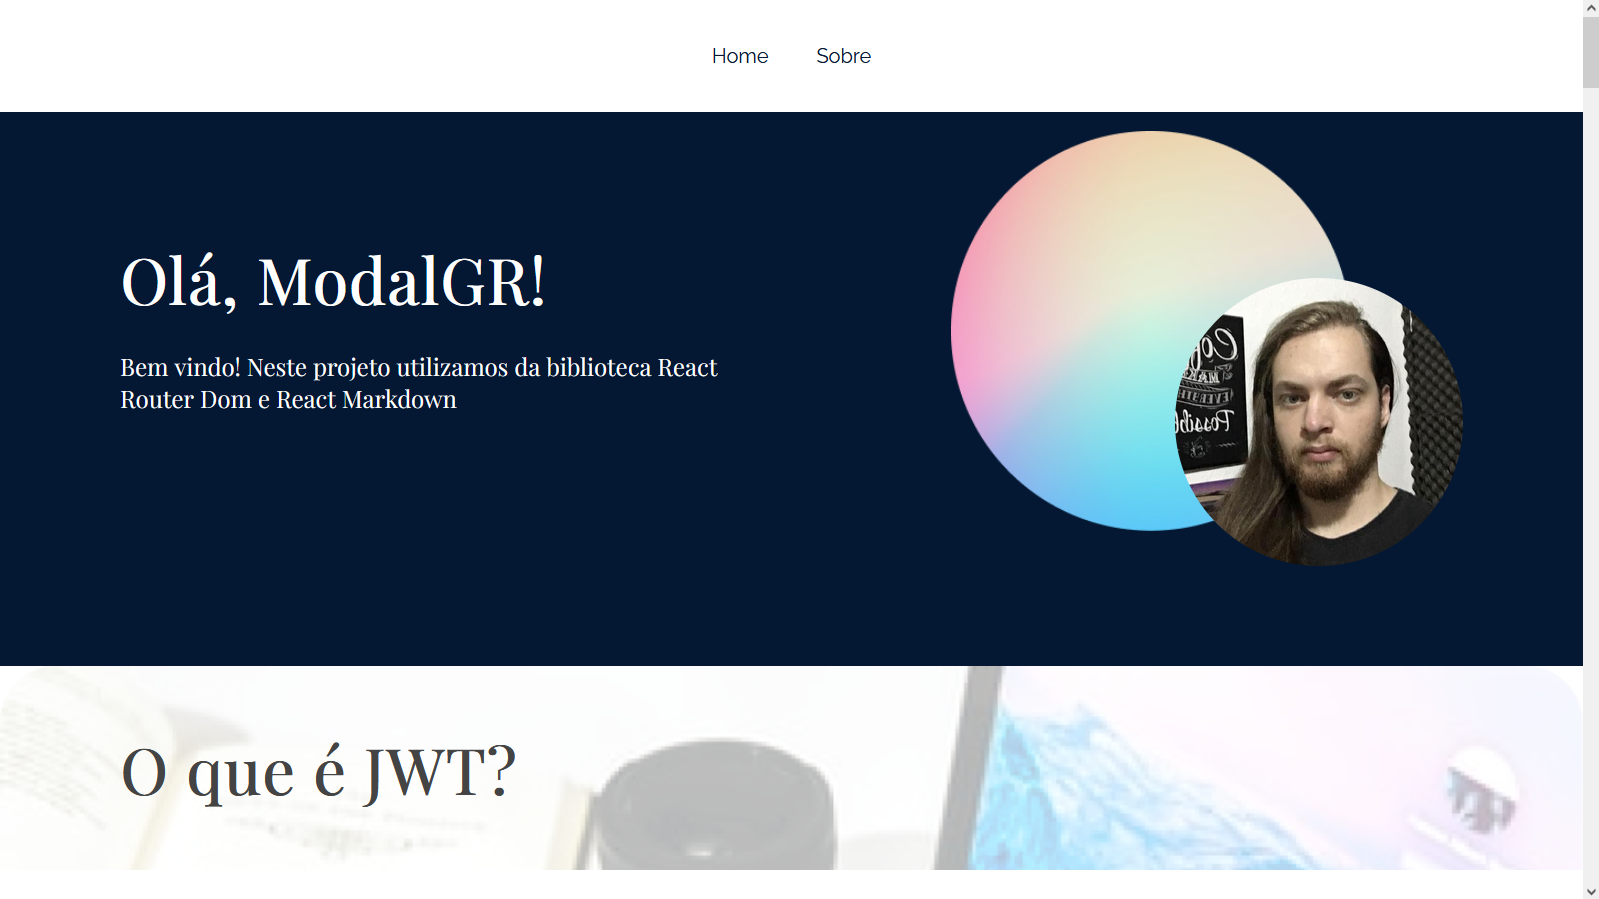 Home Sobre
Olá, ModalGR!
Bem vindo! Neste projeto utilizamos da biblioteca React
Router Dom e React Markdown
O que é JWT?